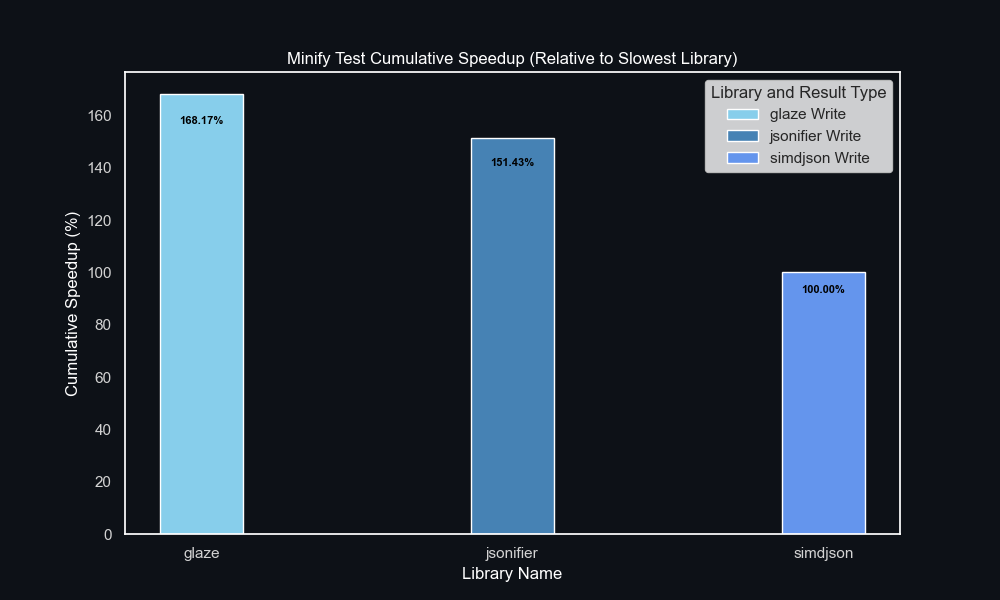 Minify Test Cumulative Speedup (Relative to Slowest Library)
Library and Result Type
glaze Write
jsonifier Write
simdjson Write
168.17%
151.43%
100.00%
Cumulative Speedup (%)
160
140
120
100
80
60
40
20
0
glaze
jsonifier
simdjson
Library Name